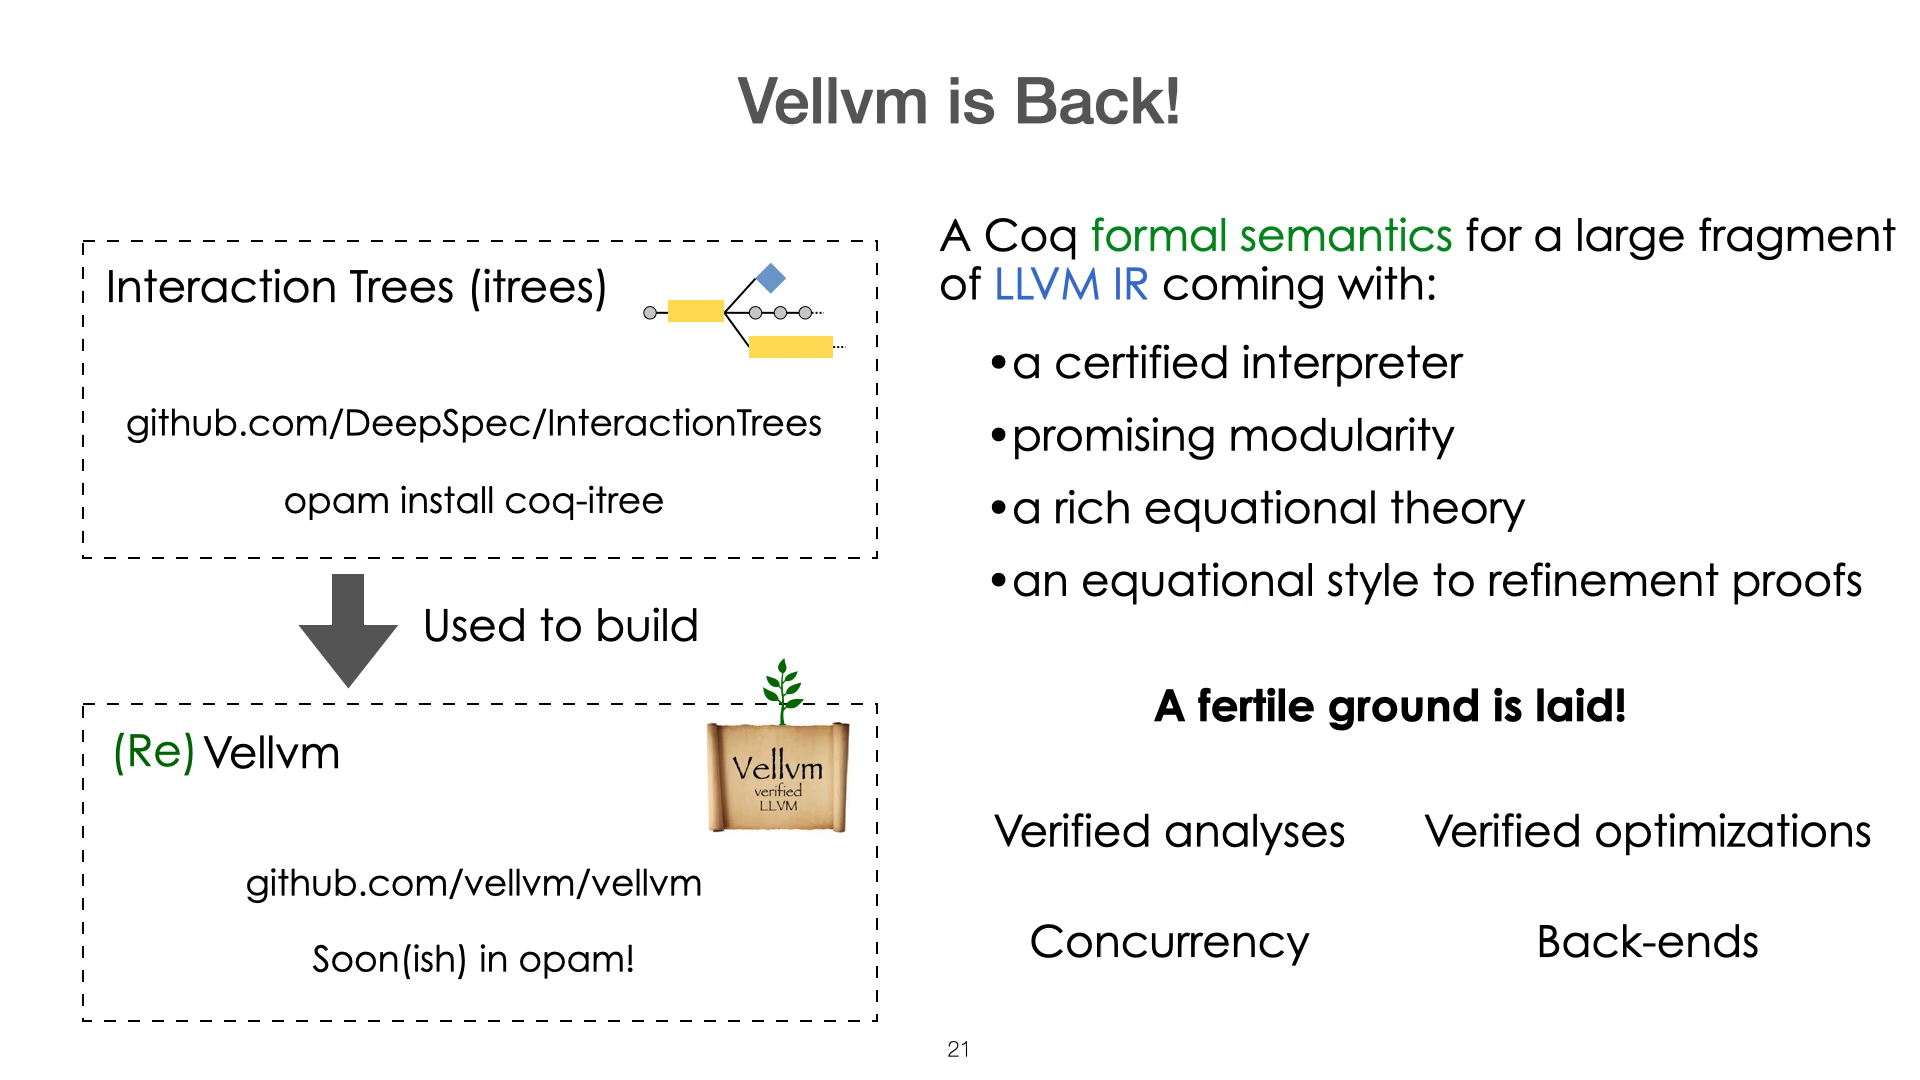 Vellvm is Back!
Interaction Trees (itrees)
github.com/DeepSpec/InteractionTrees
opam install coq-itree
Used to build
(Re) Vellvm
Vellvm
verified
LLVM
github.com/vellvm/vellvm
Soon(ish) in opam!
A Coq formal semantics for a large fragment
of LLVM IR coming with:
•a certified interpreter
•promising modularity
•a rich equational theory
•an equational style to refinement proofs
A fertile ground is laid!
Verified analyses
Verified optimizations
Concurrency
Back-ends
21